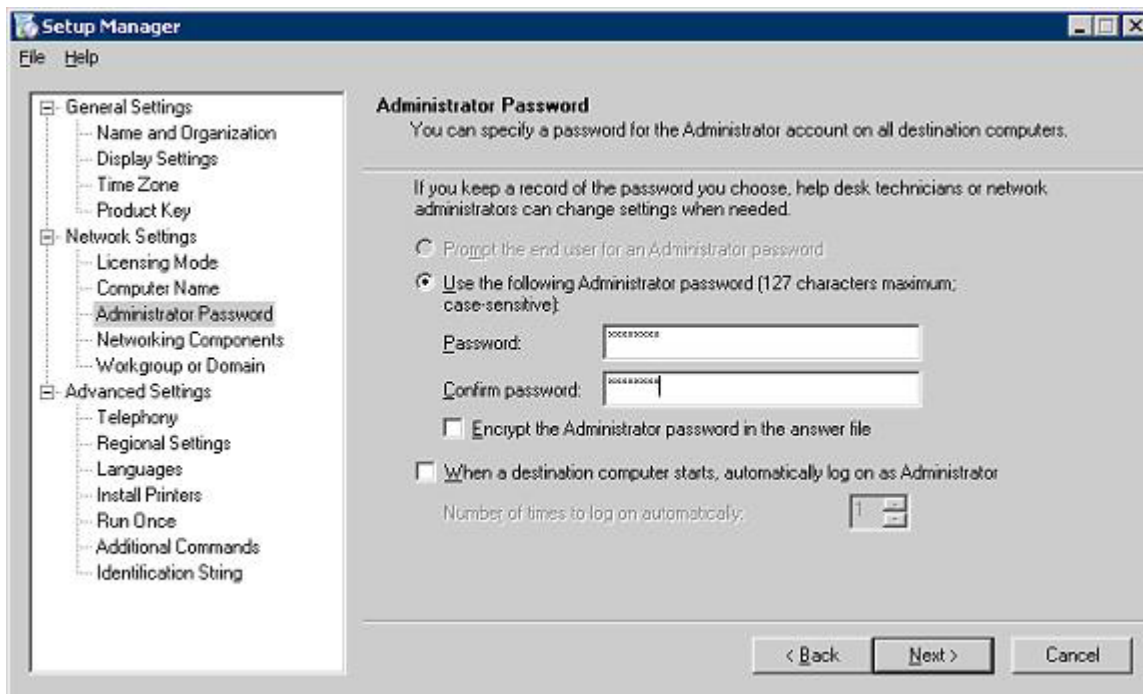 Setup Manager
File Help
General Settings
Name and Organization
Display Settings
Time Zone
Product Key
Network Settings
Licensing Mode
Computer Name
Administrator Password
Networking Components
Workgroup or Domain
Advanced Settings
Telephony
Regional Settings
Languages
Install Printers
Run Once
Additional Commands
Identification String
Administrator Password
You can specify a password for the Administrator account on all destination computers.
If you keep a record of the password you choose, help desk technicians or network
administrators can change settings when needed.
Prompt the end user for an Administrator password
Use the following Administrator password (127 characters maximum;
case-sensitive):
Password: *********
Confirm password: *********
Encrypt the Administrator password in the answer file
When a destination computer starts, automatically log on as Administrator
Number of times to log on automatically: 1
< Back Next > Cancel